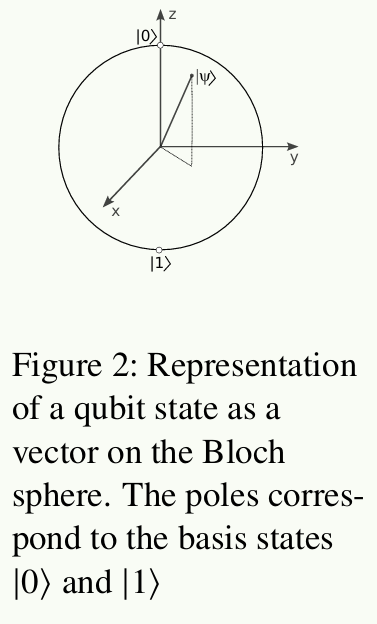 z
|0⟩
|ψ⟩
y
x
|1⟩
Figure 2: Representation
of a qubit state as a
vector on the Bloch
sphere. The poles corres-
pond to the basis states
|0⟩ and |1⟩